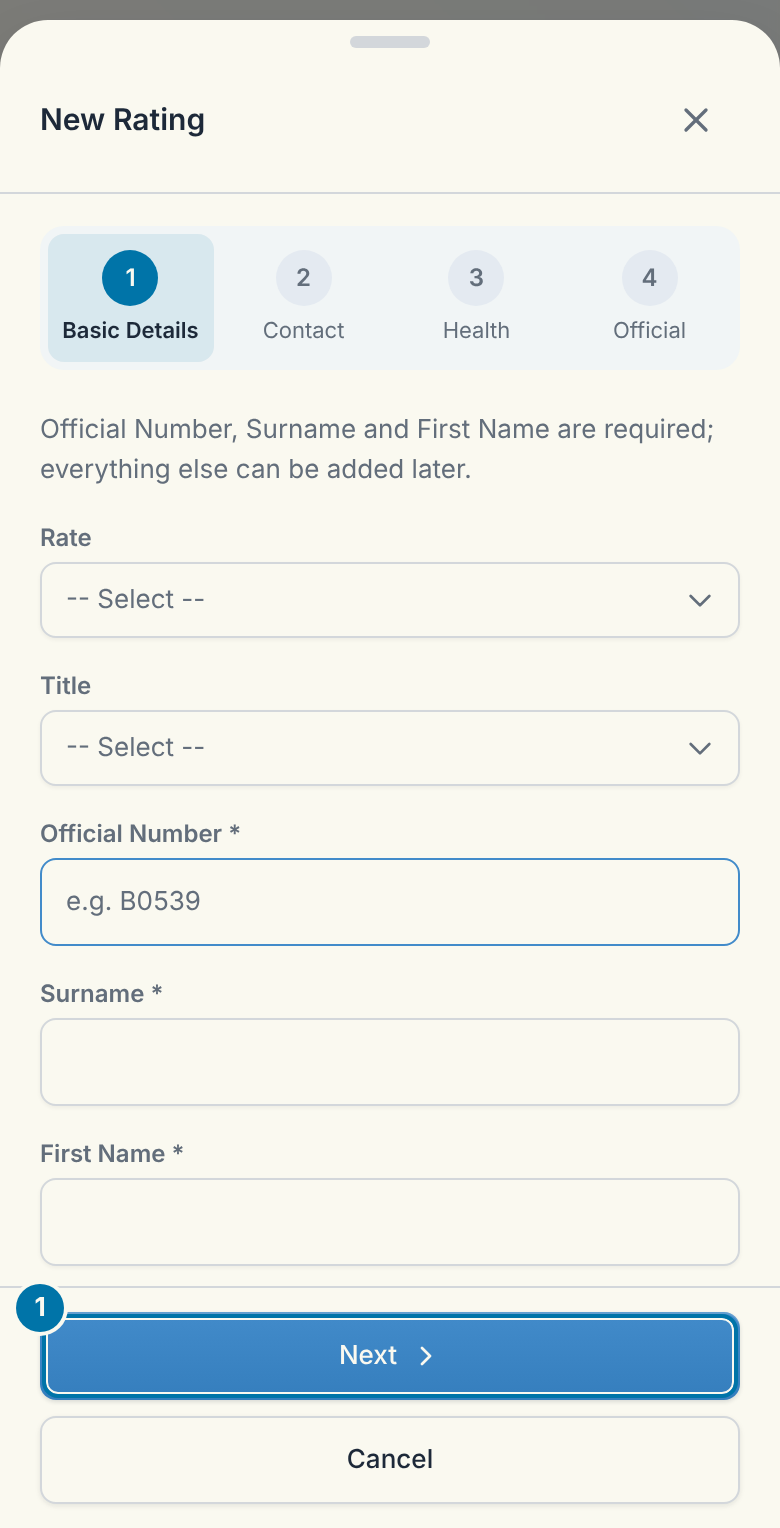 New Rating
1
Basic Details
2
Contact
3
Health
4
Official
Official Number, Surname and First Name are required;
everything else can be added later.
Rate
-- Select --
Title
-- Select --
Official Number *
e.g. B0539
Surname *
First Name *
1
Next
Cancel